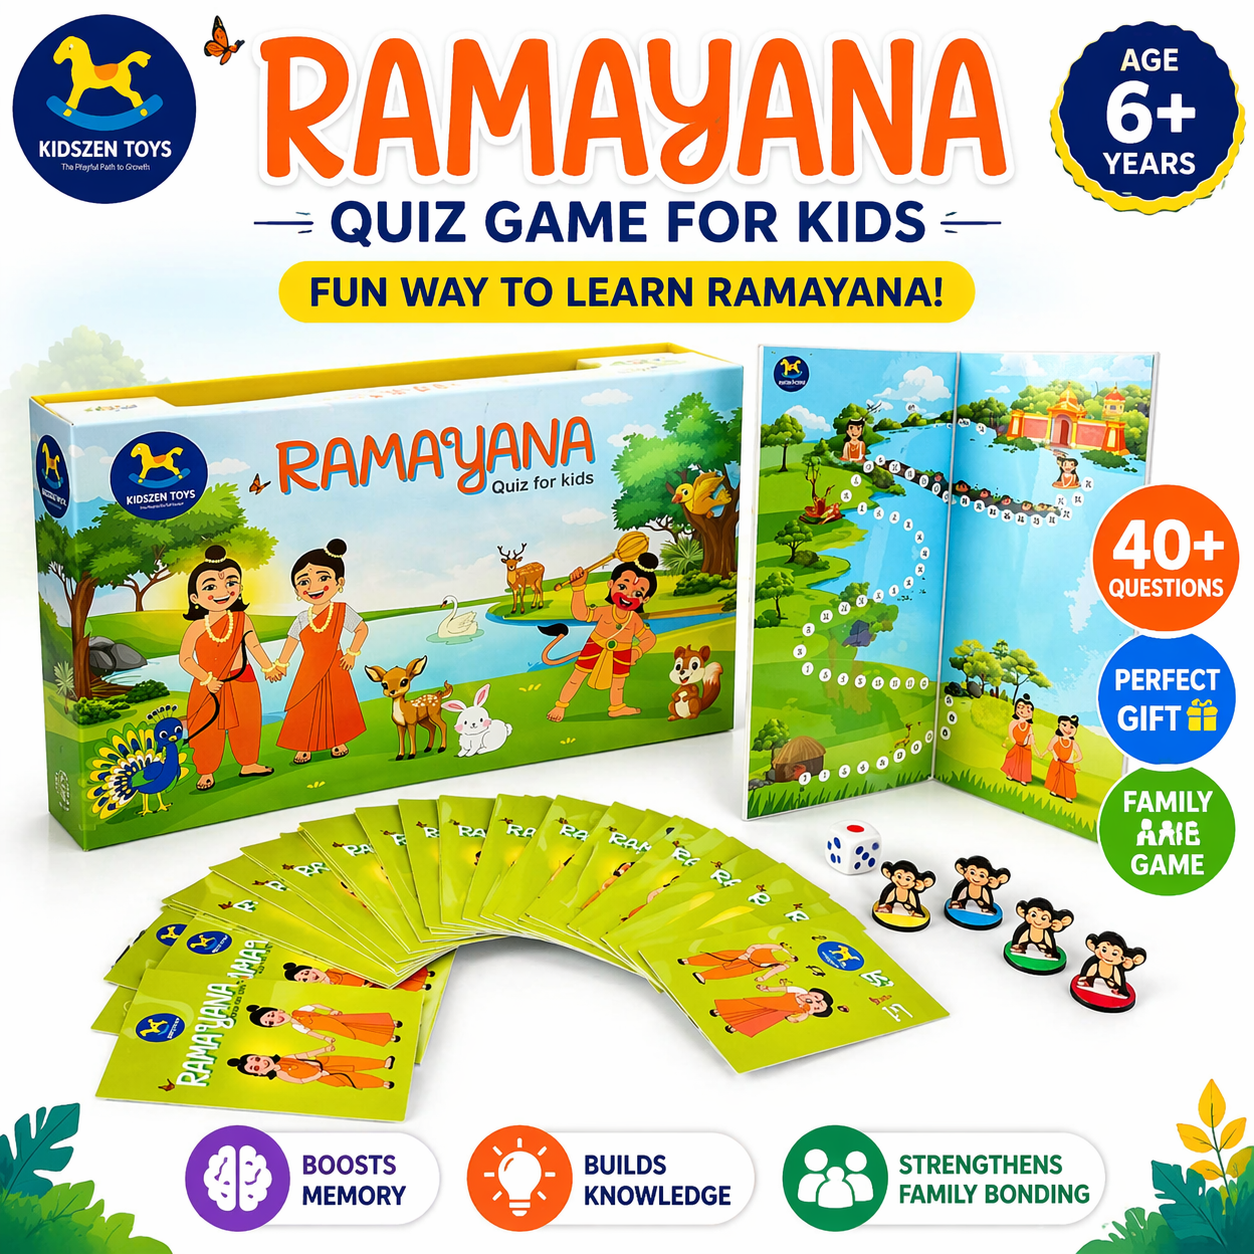 KIDSZEN TOYS
The Playful Path to Growth
RAMAYANA
QUIZ GAME FOR KIDS
FUN WAY TO LEARN RAMAYANA!
AGE
6+
YEARS
KIDSZEN TOYS
RAMAYANA
Quiz for kids
40+
QUESTIONS
PERFECT
GIFT
FAMILY
GAME
RAMAYANA
BOOSTS
MEMORY
BUILDS
KNOWLEDGE
STRENGTHENS
FAMILY BONDING